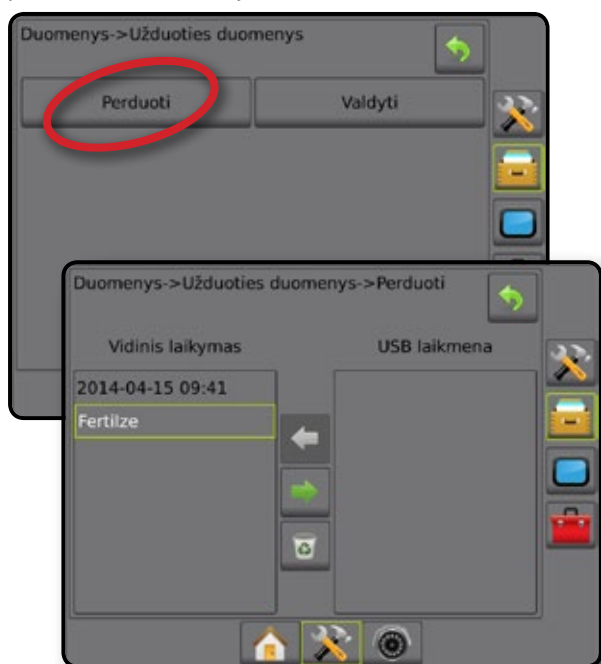 Duomenys->Užduoties duomenys
Perduoti Valdyti
Duomenys->Užduoties duomenys->Perduoti
Vidinis laikymas USB laikmena
2014-04-15 09:41
Fertilze